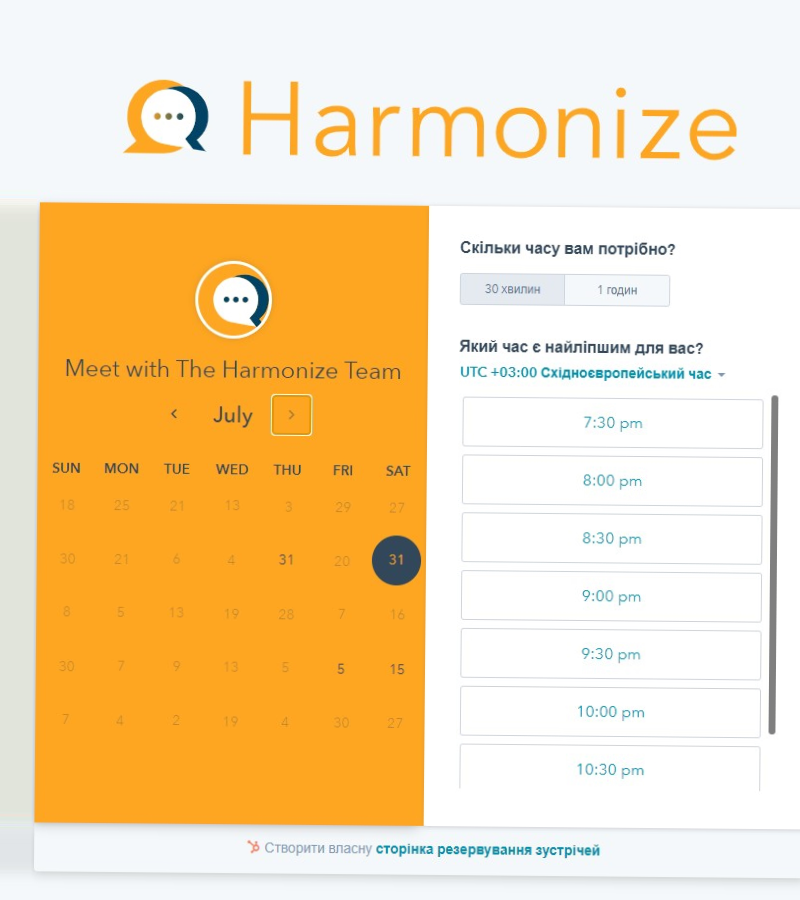 Harmonize
Meet with The Harmonize Team
July
SUN MON TUE WED THU FRI SAT
18 25 21 13 3 29 27
30 21 6 4 31 20 31
8 5 13 19 28 7 16
30 7 9 13 5 5 15
7 4 2 19 4 30 27
Скільки часу вам потрібно?
30 хвилин 1 годин
Який час є найліпшим для вас?
UTC +03:00 Східноєвропейський час
7:30 pm
8:00 pm
8:30 pm
9:00 pm
9:30 pm
10:00 pm
10:30 pm
Створити власну сторінка резервування зустрічей